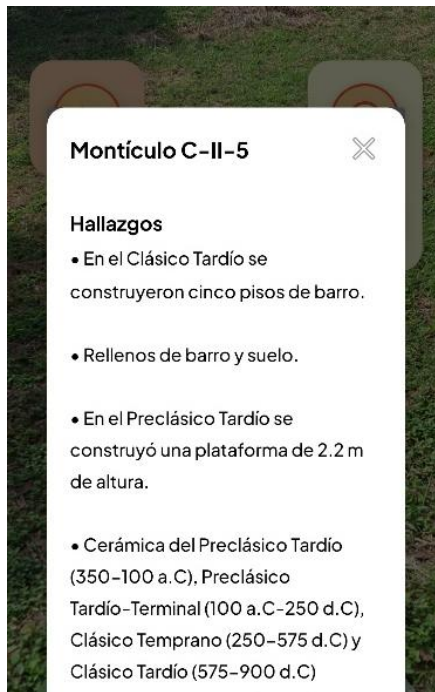 Montículo C-II-5
Hallazgos
• En el Clásico Tardío se
construyeron cinco pisos de barro.
• Rellenos de barro y suelo.
• En el Preclásico Tardío se
construyó una plataforma de 2.2 m
de altura.
• Cerámica del Preclásico Tardío
(350-100 a.C), Preclásico
Tardío-Terminal (100 a.C-250 d.C),
Clásico Temprano (250-575 d.C) y
Clásico Tardío (575-900 d.C)